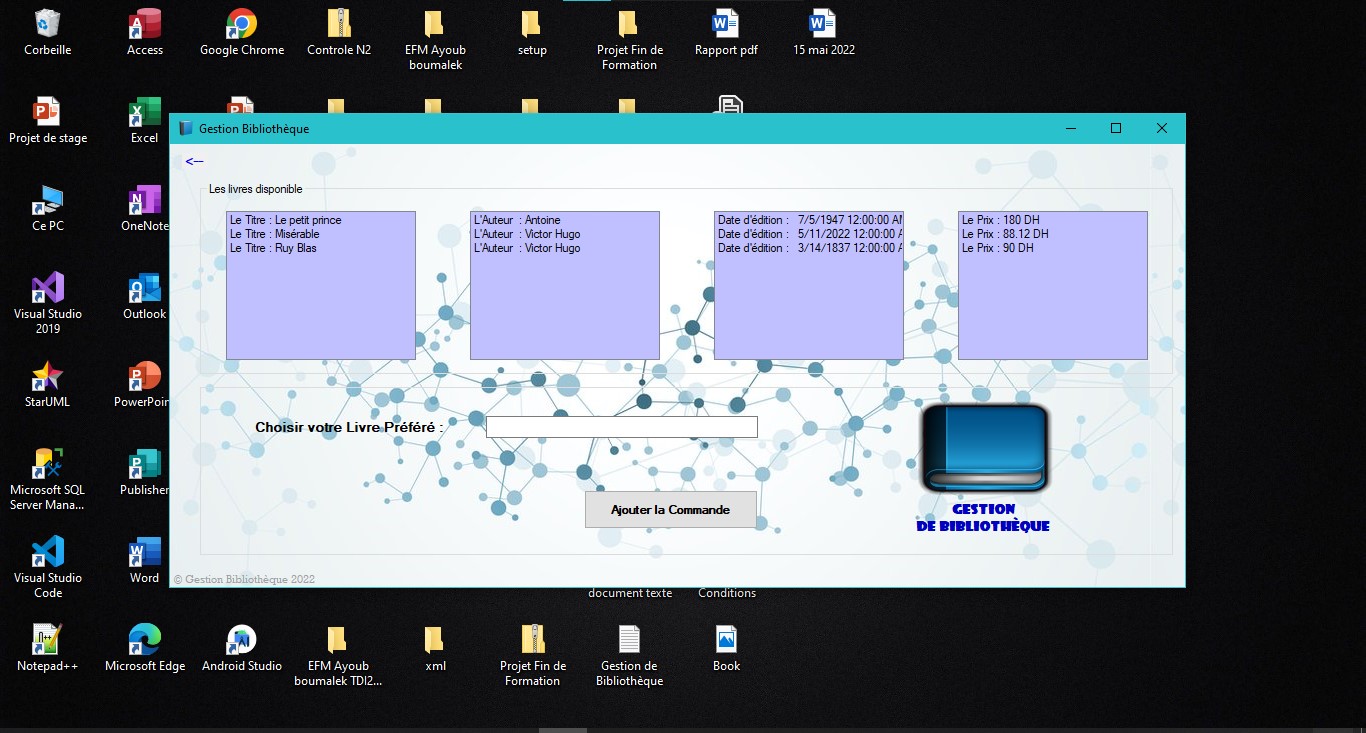 Corbeille
Access
Google Chrome
Controle N2
EFM Ayoub
boumalek
setup
Projet Fin de
Formation
Rapport pdf
15 mai 2022
Projet de stage
Excel
Gestion Bibliothèque
<--
Les livres disponible
Le Titre : Le petit prince
Le Titre : Misérable
Le Titre : Ruy Blas
L'Auteur : Antoine
L'Auteur : Victor Hugo
L'Auteur : Victor Hugo
Date d'édition : 7/5/1947 12:00:00 AM
Date d'édition : 5/11/2022 12:00:00 A
Date d'édition : 3/14/1837 12:00:00 A
Le Prix : 180 DH
Le Prix : 88.12 DH
Le Prix : 90 DH
Ce PC
OneNote
Visual Studio
2019
Outlook
StarUML
PowerPoin
Choisir votre Livre Préféré :
Ajouter la Commande
GESTION
DE BIBLIOTHÈQUE
Microsoft SQL
Server Mana...
Publisher
Visual Studio
Code
Word
© Gestion Bibliothèque 2022
document texte
Conditions
Notepad++
Microsoft Edge
Android Studio
EFM Ayoub
boumalek TDI2...
xml
Projet Fin de
Formation
Gestion de
Bibliothèque
Book